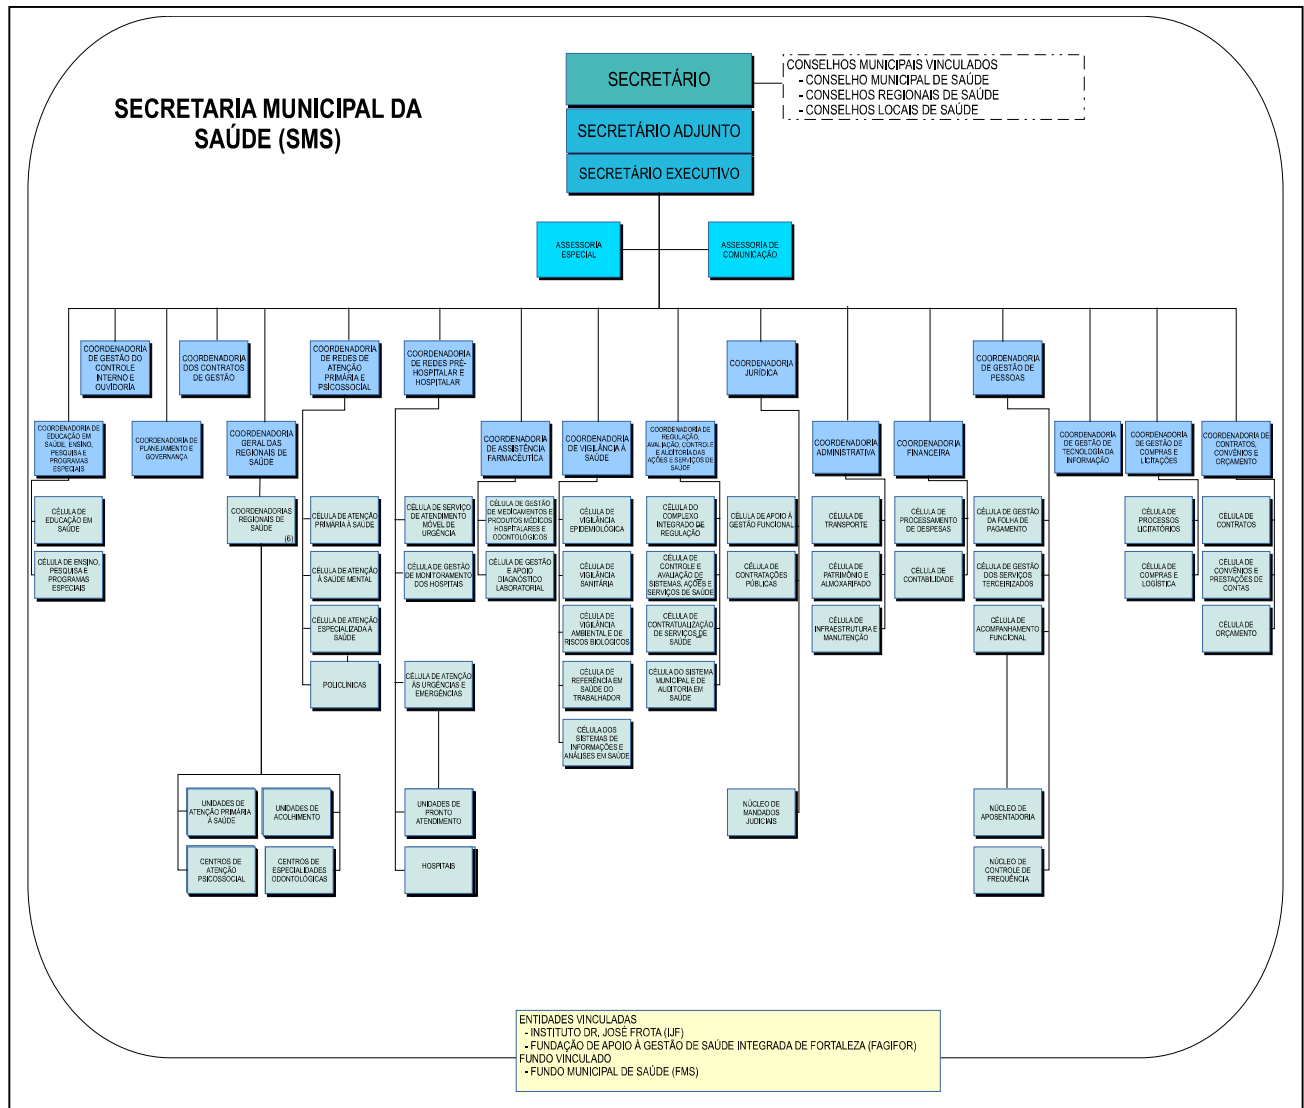 SECRETARIA MUNICIPAL DA
SAÚDE (SMS)
SECRETÁRIO
SECRETÁRIO ADJUNTO
SECRETÁRIO EXECUTIVO
CONSELHOS MUNICIPAIS VINCULADOS
- CONSELHO MUNICIPAL DE SAÚDE
- CONSELHOS REGIONAIS DE SAÚDE
- CONSELHOS LOCAIS DE SAÚDE
ASSESSORIA
ESPECIAL
ASSESSORIA DE
COMUNICAÇÃO
COORDENADORIA
DE GESTÃO DO
CONTROLE
INTERNO E
OUVIDORIA
COORDENADORIA
DOS CONTRATOS
DE GESTÃO
COORDENADORIA
DE REDES DE
ATENÇÃO
PRIMÁRIA E
PSICOSSOCIAL
COORDENADORIA
DE REDES PRÉ-
HOSPITALAR E
HOSPITALAR
COORDENADORIA
JURÍDICA
COORDENADORIA
DE GESTÃO DE
PESSOAS
COORDENADORIA DE
EDUCAÇÃO EM
SAÚDE, ENSINO,
PESQUISA E
PROGRAMAS
ESPECIAIS
COORDENADORIA DE
PLANEJAMENTO E
GOVERNANÇA
COORDENADORIA
GERAL DAS
REGIONAIS DE
SAÚDE
COORDENADORIA
DE ASSISTÊNCIA
FARMACÊUTICA
COORDENADORIA
DE VIGILÂNCIA À
SAÚDE
COORDENADORIA DE
REGULAÇÃO,
AVALIAÇÃO, CONTROLE
E AUDITORIA DAS
AÇÕES E SERVIÇOS DE
SAÚDE
COORDENADORIA
ADMINISTRATIVA
COORDENADORIA
FINANCEIRA
COORDENADORIA
DE GESTÃO DE
TECNOLOGIA DA
INFORMAÇÃO
COORDENADORIA
DE GESTÃO DE
COMPRAS E
LICITAÇÕES
COORDENADORIA DE
CONTRATOS,
CONVÊNIOS E
ORÇAMENTO
CÉLULA DE
EDUCAÇÃO EM
SAÚDE
CÉLULA DE ENSINO,
PESQUISA E
PROGRAMAS
ESPECIAIS
COORDENADORIAS
REGIONAIS DE
SAÚDE
(6)
UNIDADES DE
ATENÇÃO PRIMÁRIA
À SAÚDE
UNIDADES DE
ACOLHIMENTO
CENTROS DE
ATENÇÃO
PSICOSSOCIAL
CENTROS DE
ESPECIALIDADES
ODONTOLÓGICAS
CÉLULA DE ATENÇÃO
PRIMÁRIA À SAÚDE
CÉLULA DE ATENÇÃO
À SAÚDE MENTAL
CÉLULA DE ATENÇÃO
ESPECIALIZADA À
SAÚDE
POLICLÍNICAS
CÉLULA DE SERVIÇO
DE ATENDIMENTO
MÓVEL DE
URGÊNCIA
CÉLULA DE GESTÃO
DE MONITORAMENTO
DOS HOSPITAIS
CÉLULA DE ATENÇÃO
ÀS URGÊNCIAS E
EMERGÊNCIAS
UNIDADES DE
PRONTO
ATENDIMENTO
HOSPITAIS
CÉLULA DE GESTÃO
DE MEDICAMENTOS E
PRODUTOS MÉDICOS
HOSPITALARES E
ODONTOLÓGICOS
CÉLULA DE GESTÃO
E APOIO
DIAGNÓSTICO
LABORATORIAL
CÉLULA DE
VIGILÂNCIA
EPIDEMIOLÓGICA
CÉLULA DE
VIGILÂNCIA
SANITÁRIA
CÉLULA DE
VIGILÂNCIA
AMBIENTAL E DE
RISCOS BIOLÓGICOS
CÉLULA DE
REFERÊNCIA EM
SAÚDE DO
TRABALHADOR
CÉLULA DOS
SISTEMAS DE
INFORMAÇÕES E
ANÁLISES EM SAÚDE
CÉLULA DO
COMPLEXO
INTEGRADO DE
REGULAÇÃO
CÉLULA DE
CONTROLE E
AVALIAÇÃO DE
SISTEMAS, AÇÕES E
SERVIÇOS DE SAÚDE
CÉLULA DE
CONTRATUALIZAÇÃO
DE SERVIÇOS DE
SAÚDE
CÉLULA DO SISTEMA
MUNICIPAL E DE
AUDITORIA EM
SAÚDE
CÉLULA DE APOIO À
GESTÃO FUNCIONAL
CÉLULA DE
CONTRATAÇÕES
PÚBLICAS
NÚCLEO DE
MANDADOS
JUDICIAIS
CÉLULA DE
TRANSPORTE
CÉLULA DE
PATRIMÔNIO E
ALMOXARIFADO
CÉLULA DE
INFRAESTRUTURA E
MANUTENÇÃO
CÉLULA DE
PROCESSAMENTO
DE DESPESAS
CÉLULA DE
CONTABILIDADE
CÉLULA DE GESTÃO
DA FOLHA DE
PAGAMENTO
CÉLULA DE GESTÃO
DOS SERVIÇOS
TERCEIRIZADOS
CÉLULA DE
ACOMPANHAMENTO
FUNCIONAL
NÚCLEO DE
APOSENTADORIA
NÚCLEO DE
CONTROLE DE
FREQUÊNCIA
CÉLULA DE
PROCESSOS
LICITATÓRIOS
CÉLULA DE
COMPRAS E
LOGÍSTICA
CÉLULA DE
CONTRATOS
CÉLULA DE
CONVÊNIOS E
PRESTAÇÕES DE
CONTAS
CÉLULA DE
ORÇAMENTO
ENTIDADES VINCULADAS
- INSTITUTO DR. JOSÉ FROTA (IJF)
- FUNDAÇÃO DE APOIO À GESTÃO DE SAÚDE INTEGRADA DE FORTALEZA (FAGIFOR)
FUNDO VINCULADO
- FUNDO MUNICIPAL DE SAÚDE (FMS)